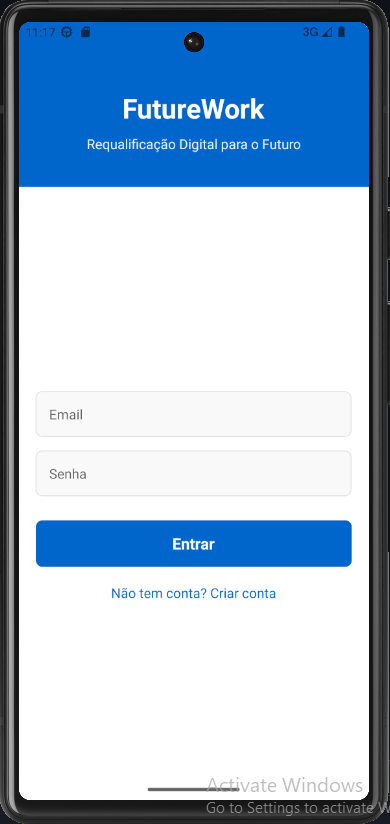 11:17 3G
FutureWork
Requalificação Digital para o Futuro
Email
Senha
Entrar
Não tem conta? Criar conta
Activate Windows
Go to Settings to activate W